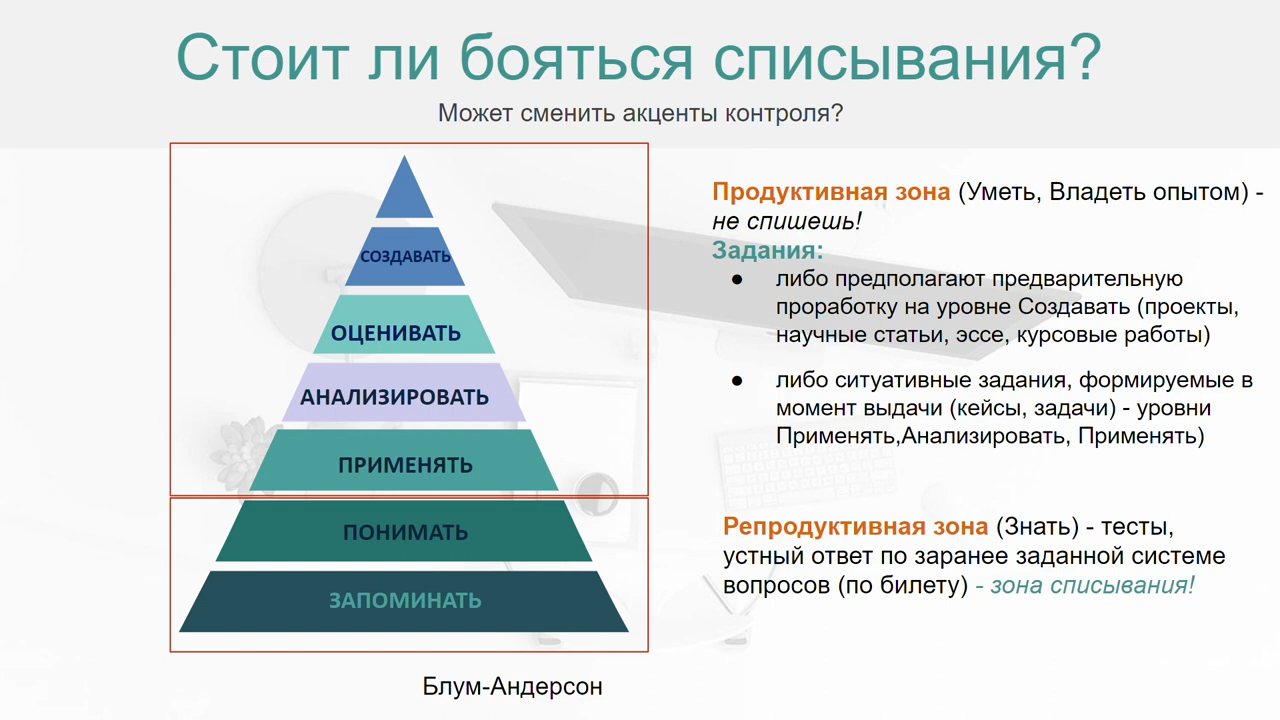 Стоит ли бояться списывания?
Может сменить акценты контроля?
СОЗДАВАТЬ
ОЦЕНИВАТЬ
АНАЛИЗИРОВАТЬ
ПРИМЕНЯТЬ
ПОНИМАТЬ
ЗАПОМИНАТЬ
Блум-Андерсон
Продуктивная зона (Уметь, Владеть опытом) -
не спишешь!
Задания:
● либо предполагают предварительную
проработку на уровне Создавать (проекты,
научные статьи, эссе, курсовые работы)
● либо ситуативные задания, формируемые в
момент выдачи (кейсы, задачи) - уровни
Применять,Анализировать, Применять)
Репродуктивная зона (Знать) - тесты,
устный ответ по заранее заданной системе
вопросов (по билету) - зона списывания!